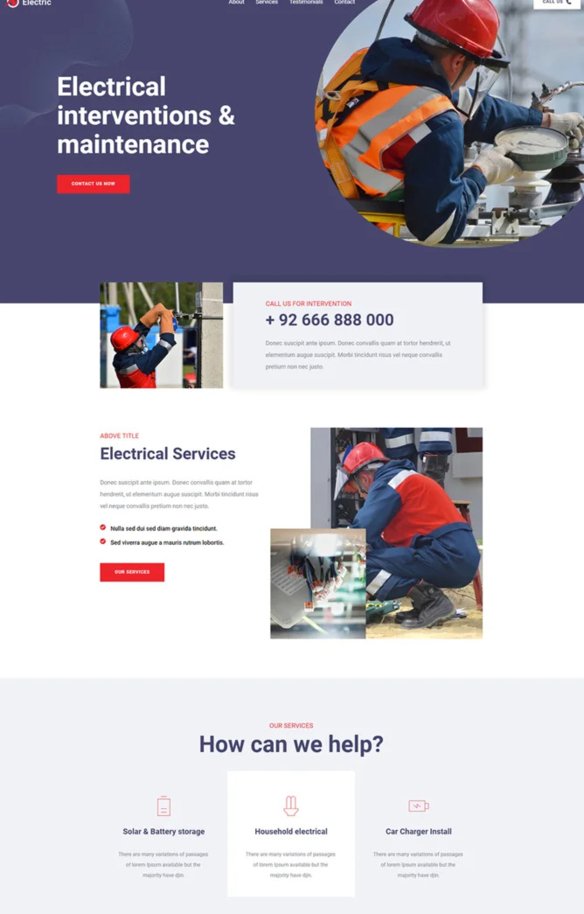 Electric
About Services Testimonials Contact
CALL US
Electrical
interventions &
maintenance
CONTACT US NOW
CALL US FOR INTERVENTION
+ 92 666 888 000
Donec suscipit ante ipsum. Donec convallis quam at tortor hendrerit, ut
elementum augue suscipit. Morbi tincidunt risus vel neque convallis
pretium non nec justo.
ABOVE TITLE
Electrical Services
Donec suscipit ante ipsum. Donec convallis quam at tortor
hendrerit, ut elementum augue suscipit. Morbi tincidunt risus
vel neque convallis pretium non nec justo.
Nulla sed dui sed diam gravida tincidunt.
Sed viverra augue a mauris rutrum lobortis.
OUR SERVICES
OUR SERVICES
How can we help?
Solar & Battery storage
There are many variations of passages
of lorem Ipsum available but the
majority have djin.
Household electrical
There are many variations of passages
of lorem Ipsum available but the
majority have djin.
Car Charger Install
There are many variations of passages
of lorem Ipsum available but the
majority have djin.